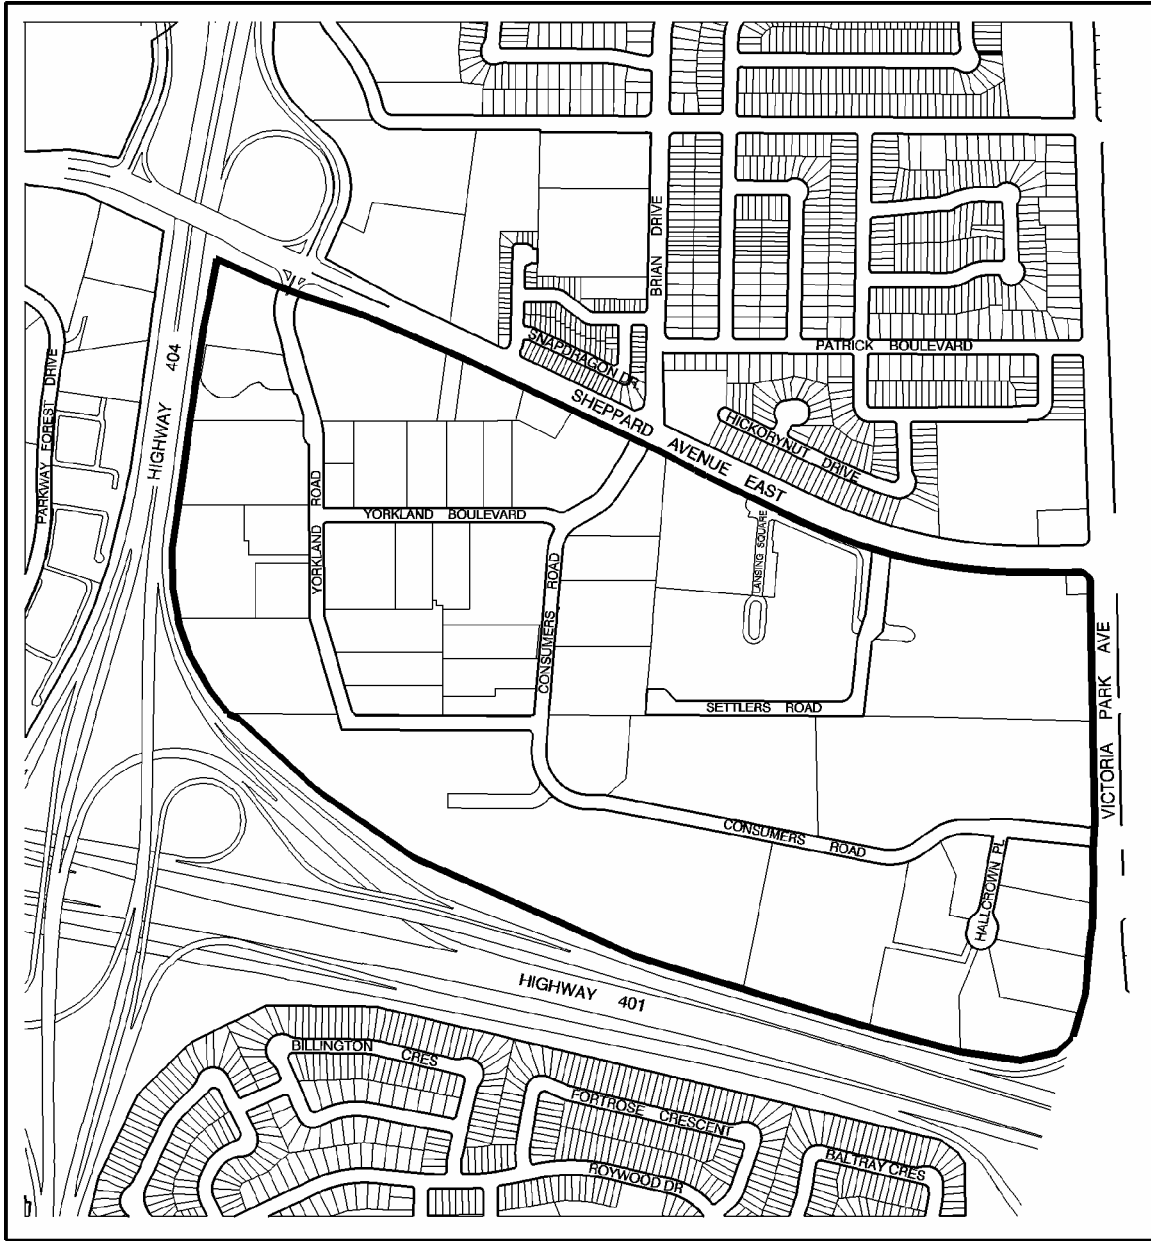 BRIAN DRIVE
PATRICK BOULEVARD
SNAPDRAGON DR.
HIGHWAY 404
PARKWAY FOREST DRIVE
SHEPPARD AVENUE EAST
HICKORYNUT DRIVE
YORKLAND ROAD
YORKLAND BOULEVARD
YORKLAND ROAD
LANSING SQUARE
CONSUMERS ROAD
SETTLERS ROAD
VICTORIA PARK AVE
CONSUMERS ROAD
HALLCROWN PL
HIGHWAY 401
BILLINGTON CRES
FORTROSE CRESCENT
ROYWOOD DR
BALTRAY CRES